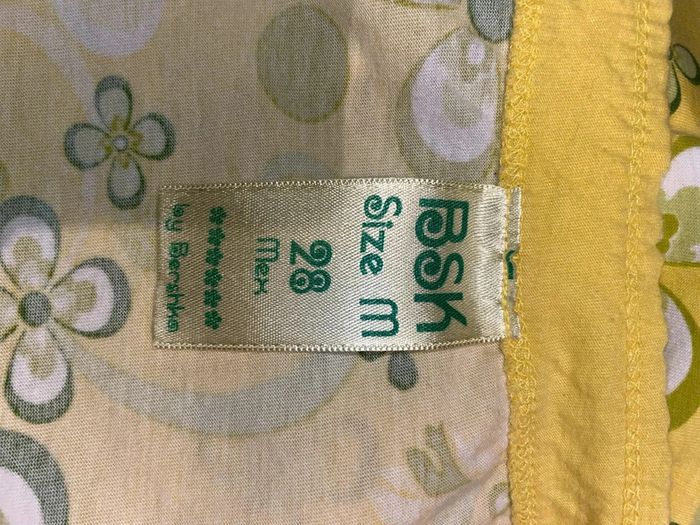 Bsk
Size M
28
Mex
*******
by Bershka